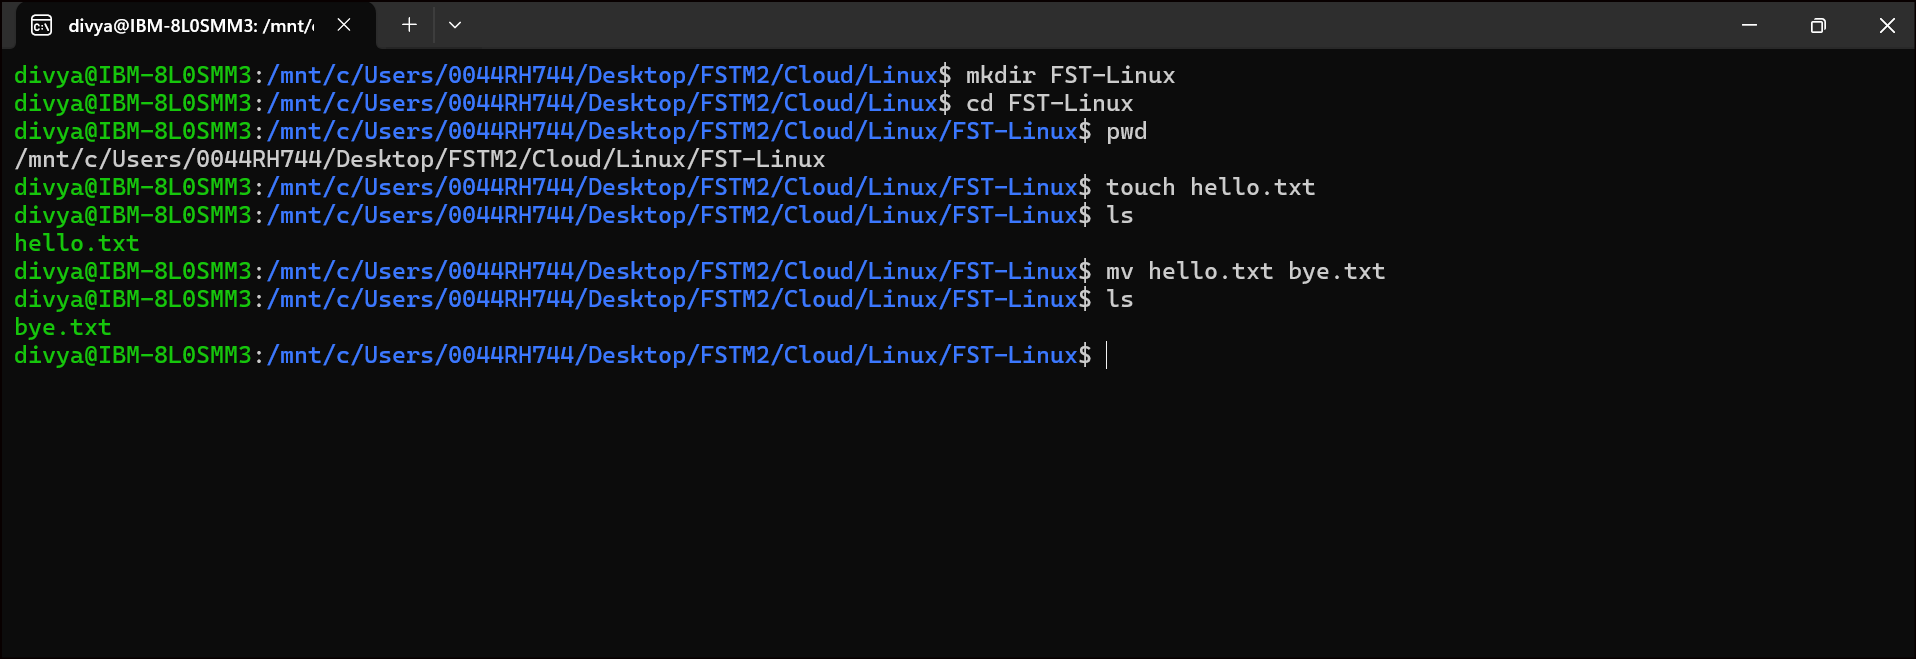 divya@IBM-8L0SMM3: /mnt/c
divya@IBM-8L0SMM3:/mnt/c/Users/0044RH744/Desktop/FSTM2/Cloud/Linux$ mkdir FST-Linux
divya@IBM-8L0SMM3:/mnt/c/Users/0044RH744/Desktop/FSTM2/Cloud/Linux$ cd FST-Linux
divya@IBM-8L0SMM3:/mnt/c/Users/0044RH744/Desktop/FSTM2/Cloud/Linux/FST-Linux$ pwd
/mnt/c/Users/0044RH744/Desktop/FSTM2/Cloud/Linux/FST-Linux
divya@IBM-8L0SMM3:/mnt/c/Users/0044RH744/Desktop/FSTM2/Cloud/Linux/FST-Linux$ touch hello.txt
divya@IBM-8L0SMM3:/mnt/c/Users/0044RH744/Desktop/FSTM2/Cloud/Linux/FST-Linux$ ls
hello.txt
divya@IBM-8L0SMM3:/mnt/c/Users/0044RH744/Desktop/FSTM2/Cloud/Linux/FST-Linux$ mv hello.txt bye.txt
divya@IBM-8L0SMM3:/mnt/c/Users/0044RH744/Desktop/FSTM2/Cloud/Linux/FST-Linux$ ls
bye.txt
divya@IBM-8L0SMM3:/mnt/c/Users/0044RH744/Desktop/FSTM2/Cloud/Linux/FST-Linux$